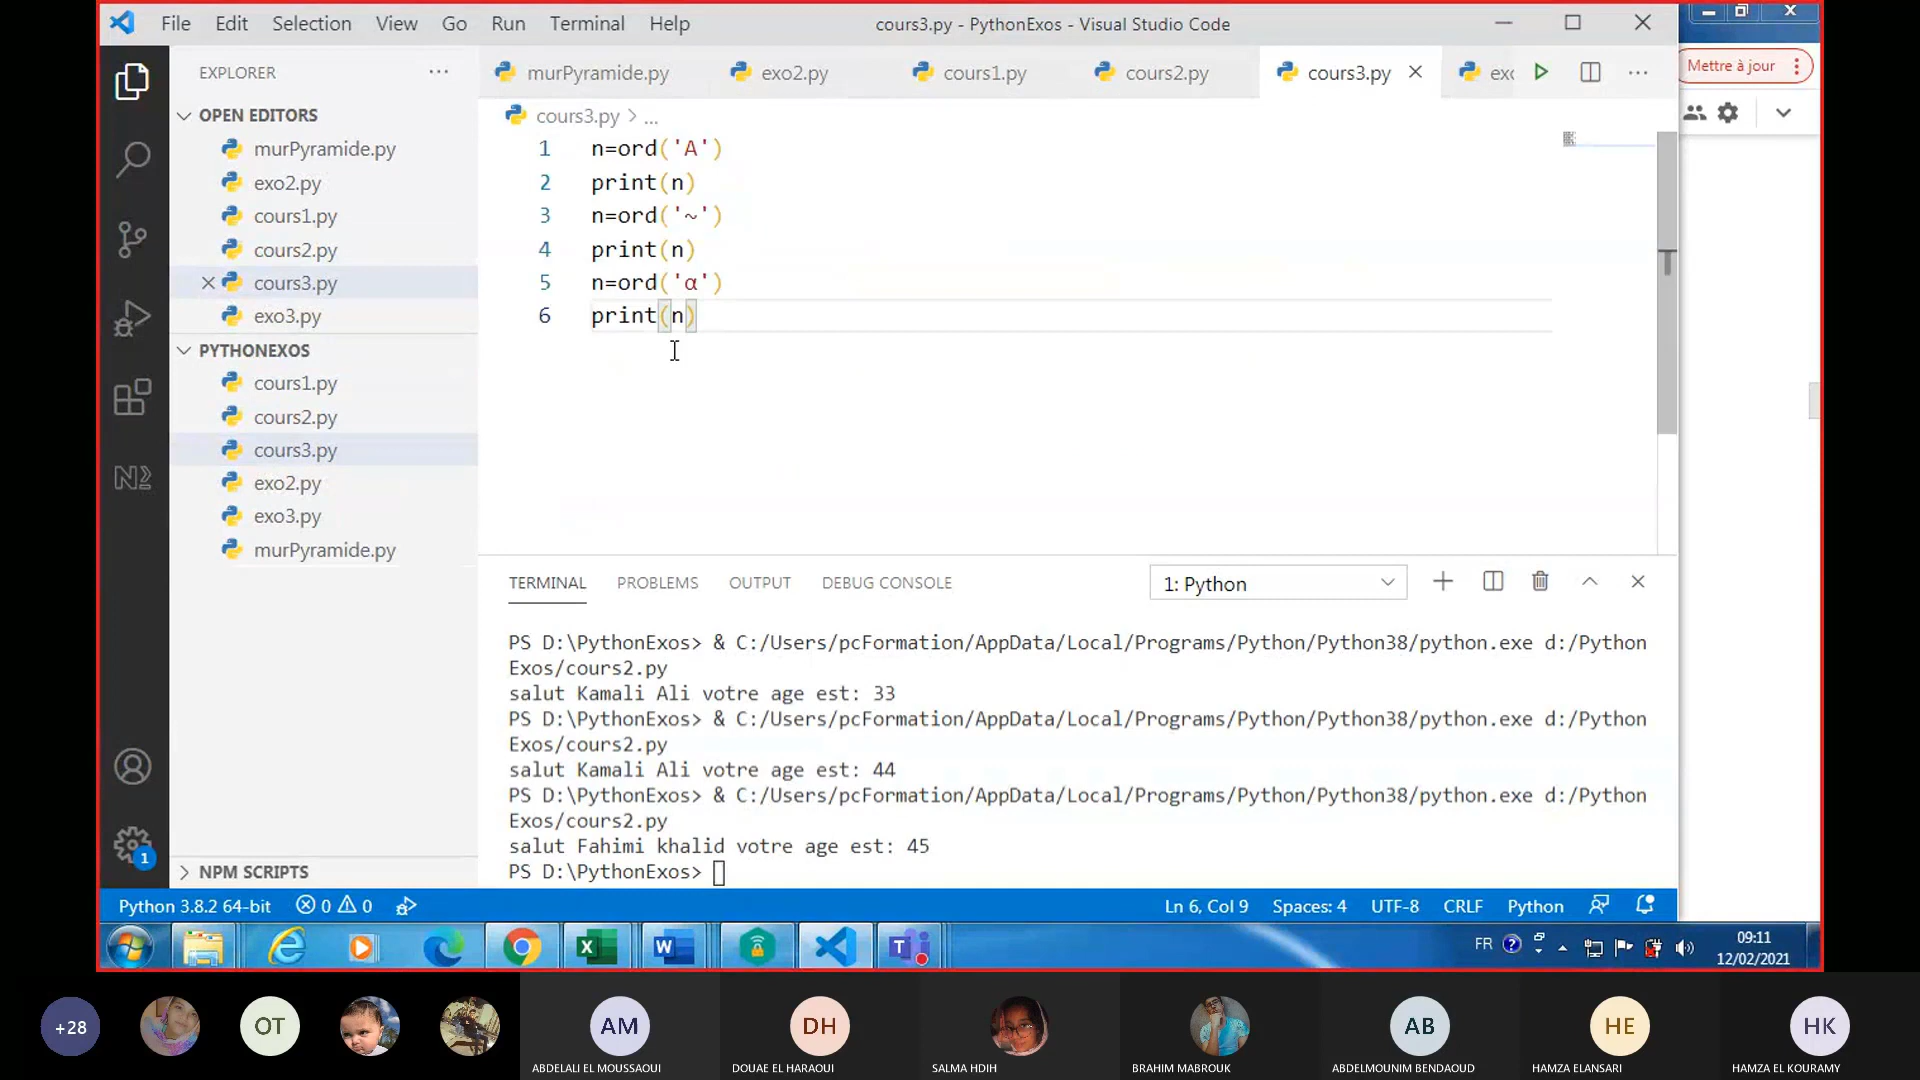 File Edit Selection View Go Run Terminal Help
cours3.py - PythonExos - Visual Studio Code
Mettre à jour
EXPLORER
OPEN EDITORS
murPyramide.py
exo2.py
cours1.py
cours2.py
cours3.py
exo3.py
PYTHONEXOS
cours1.py
cours2.py
cours3.py
exo2.py
exo3.py
murPyramide.py
NPM SCRIPTS
murPyramide.py exo2.py cours1.py cours2.py cours3.py exo
cours3.py > ...
1 n=ord('A')
2 print(n)
3 n=ord('~')
4 print(n)
5 n=ord('α')
6 print(n)
TERMINAL PROBLEMS OUTPUT DEBUG CONSOLE
1: Python
PS D:\PythonExos> & C:/Users/pcFormation/AppData/Local/Programs/Python/Python38/python.exe d:/Python
Exos/cours2.py
salut Kamali Ali votre age est: 33
PS D:\PythonExos> & C:/Users/pcFormation/AppData/Local/Programs/Python/Python38/python.exe d:/Python
Exos/cours2.py
salut Kamali Ali votre age est: 44
PS D:\PythonExos> & C:/Users/pcFormation/AppData/Local/Programs/Python/Python38/python.exe d:/Python
Exos/cours2.py
salut Fahimi khalid votre age est: 45
PS D:\PythonExos>
1
Python 3.8.2 64-bit 0 0
Ln 6, Col 9 Spaces: 4 UTF-8 CRLF Python
FR
09:11
12/02/2021
+28 OT AM DH AB HE HK
ABDELALI EL MOUSSAOUI DOUAE EL HARAOUI SALMA HDIH BRAHIM MABROUK ABDELMOUNIM BENDAOUD HAMZA ELANSARI HAMZA EL KOURAMY